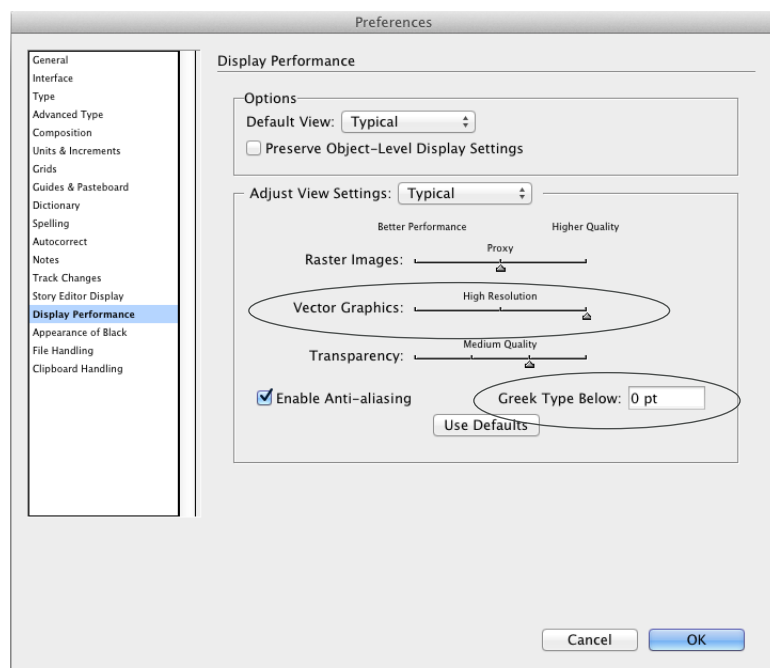 Preferences
General
Interface
Type
Advanced Type
Composition
Units & Increments
Grids
Guides & Pasteboard
Dictionary
Spelling
Autocorrect
Notes
Track Changes
Story Editor Display
Display Performance
Appearance of Black
File Handling
Clipboard Handling
Display Performance
Options
Default View: Typical
Preserve Object-Level Display Settings
Adjust View Settings: Typical
Better Performance Higher Quality
Proxy
Raster Images:
High Resolution
Vector Graphics:
Medium Quality
Transparency:
Enable Anti-aliasing Greek Type Below: 0 pt
Use Defaults
Cancel OK